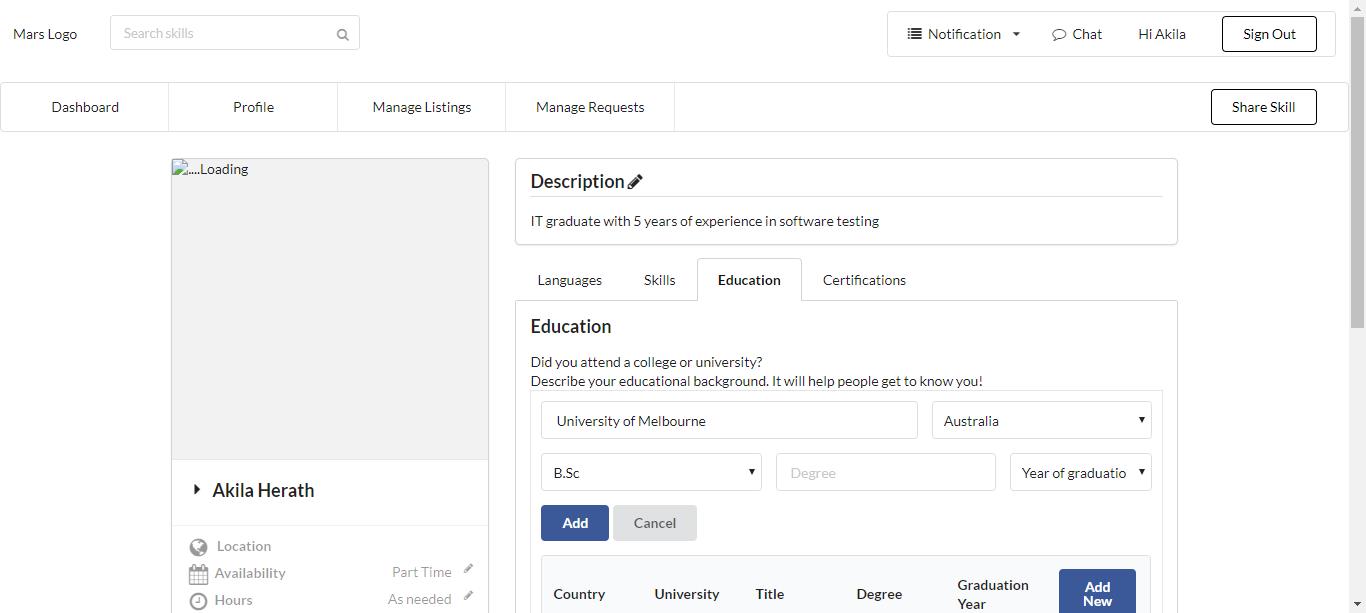 Mars Logo
Search skills
Notification
Chat
Hi Akila
Sign Out
Dashboard
Profile
Manage Listings
Manage Requests
Share Skill
....Loading
Description
IT graduate with 5 years of experience in software testing
Languages
Skills
Education
Certifications
Education
Did you attend a college or university?
Describe your educational background. It will help people get to know you!
University of Melbourne
Australia
B.Sc
Degree
Year of graduatio
Add
Cancel
Country
University
Title
Degree
Graduation
Year
Add
New
Akila Herath
Location
Availability
Part Time
Hours
As needed